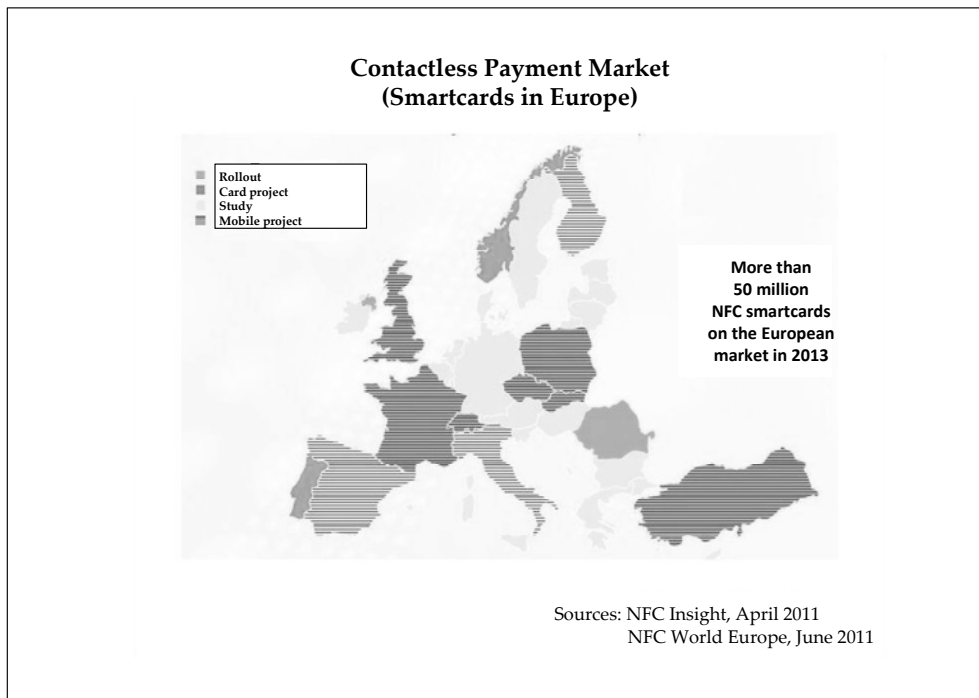 Contactless Payment Market
(Smartcards in Europe)
Rollout
Card project
Study
Mobile project
More than
50 million
NFC smartcards
on the European
market in 2013
Sources: NFC Insight, April 2011
NFC World Europe, June 2011